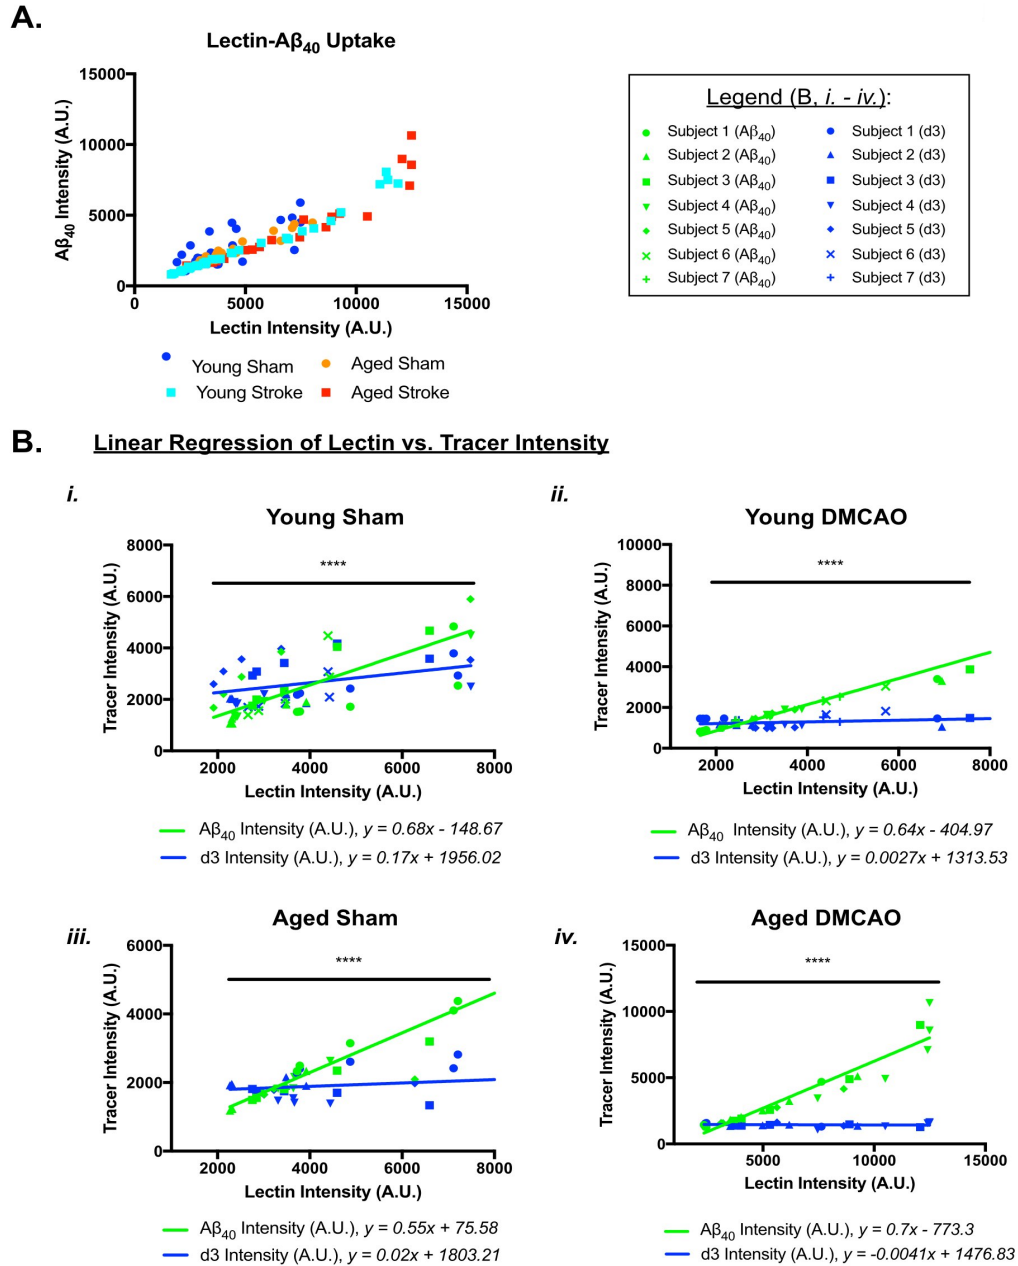 A.
Lectin-Aβ40 Uptake
Aβ40 Intensity (A.U.)
15000
10000
5000
0
0 5000 10000 15000
Lectin Intensity (A.U.)
Young Sham Aged Sham
Young Stroke Aged Stroke
Legend (B, i. - iv.):
Subject 1 (Aβ40) Subject 1 (d3)
Subject 2 (Aβ40) Subject 2 (d3)
Subject 3 (Aβ40) Subject 3 (d3)
Subject 4 (Aβ40) Subject 4 (d3)
Subject 5 (Aβ40) Subject 5 (d3)
Subject 6 (Aβ40) Subject 6 (d3)
Subject 7 (Aβ40) Subject 7 (d3)
B.
Linear Regression of Lectin vs. Tracer Intensity
i.
Young Sham
Tracer Intensity (A.U.)
8000
6000
4000
2000
0
****
2000 4000 6000 8000
Lectin Intensity (A.U.)
Aβ40 Intensity (A.U.), y = 0.68x - 148.67
d3 Intensity (A.U.), y = 0.17x + 1956.02
ii.
Young DMCAO
Tracer Intensity (A.U.)
10000
8000
6000
4000
2000
0
****
2000 4000 6000 8000
Lectin Intensity (A.U.)
Aβ40 Intensity (A.U.), y = 0.64x - 404.97
d3 Intensity (A.U.), y = 0.0027x + 1313.53
iii.
Aged Sham
Tracer Intensity (A.U.)
6000
4000
2000
0
****
2000 4000 6000 8000
Lectin Intensity (A.U.)
Aβ40 Intensity (A.U.), y = 0.55x + 75.58
d3 Intensity (A.U.), y = 0.02x + 1803.21
iv.
Aged DMCAO
Tracer Intensity (A.U.)
15000
10000
5000
0
****
5000 10000 15000
Lectin Intensity (A.U.)
Aβ40 Intensity (A.U.), y = 0.7x - 773.3
d3 Intensity (A.U.), y = -0.0041x + 1476.83